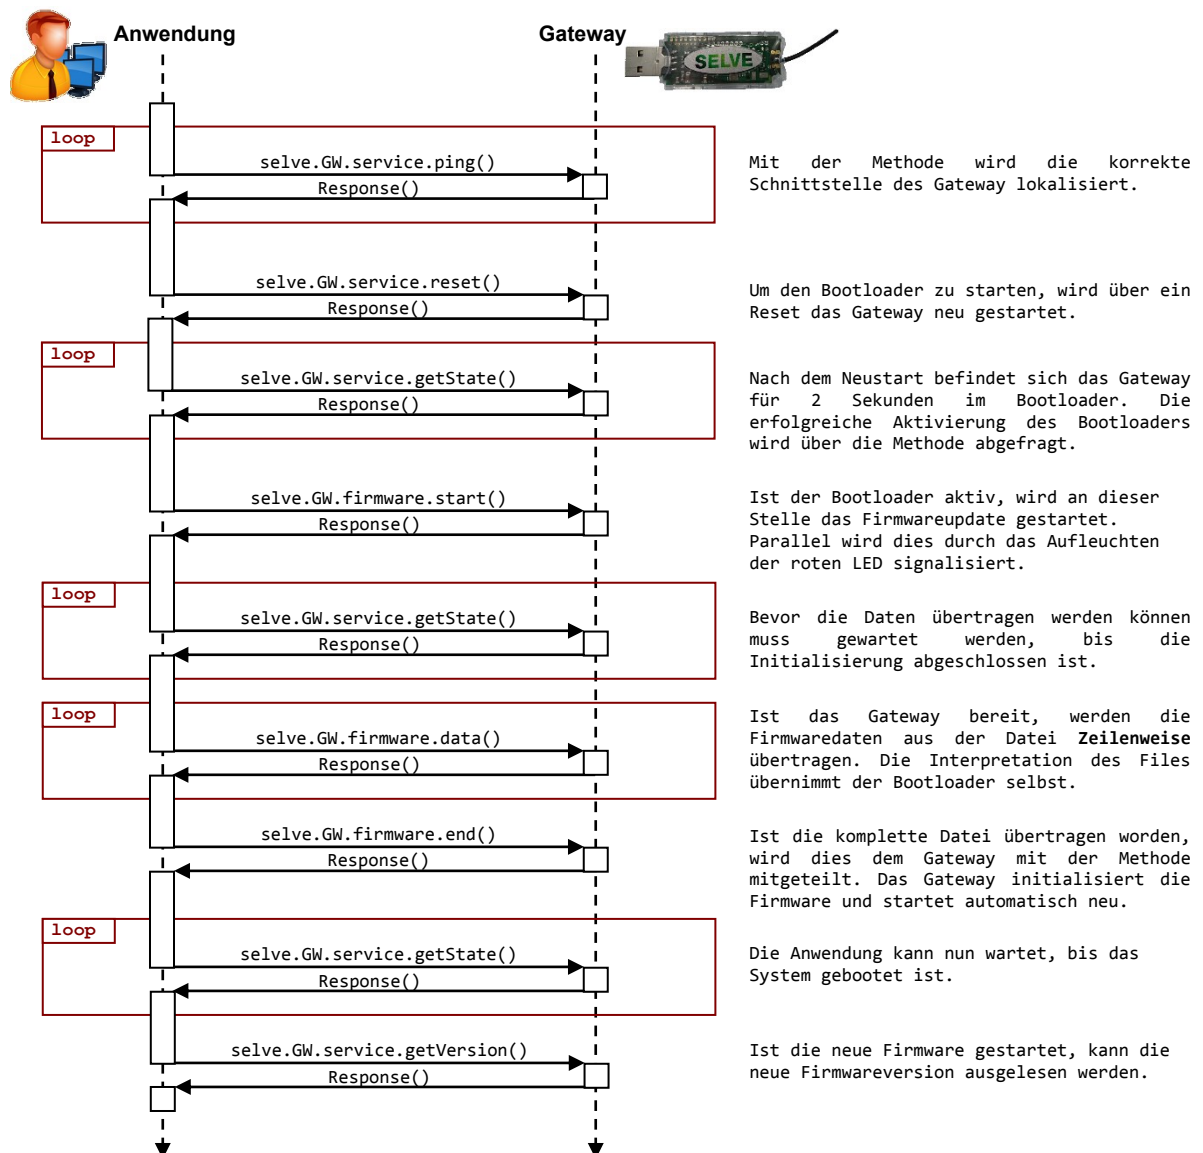 Anwendung
Gateway
SELVE
loop
selve.GW.service.ping()
Response()
Mit der Methode wird die korrekte
Schnittstelle des Gateway lokalisiert.
selve.GW.service.reset()
Response()
Um den Bootloader zu starten, wird über ein
Reset das Gateway neu gestartet.
loop
selve.GW.service.getState()
Response()
Nach dem Neustart befindet sich das Gateway
für 2 Sekunden im Bootloader. Die
erfolgreiche Aktivierung des Bootloaders
wird über die Methode abgefragt.
selve.GW.firmware.start()
Response()
Ist der Bootloader aktiv, wird an dieser
Stelle das Firmwareupdate gestartet.
Parallel wird dies durch das Aufleuchten
der roten LED signalisiert.
loop
selve.GW.service.getState()
Response()
Bevor die Daten übertragen werden können
muss gewartet werden, bis die
Initialisierung abgeschlossen ist.
loop
selve.GW.firmware.data()
Response()
Ist das Gateway bereit, werden die
Firmwaredaten aus der Datei Zeilenweise
übertragen. Die Interpretation des Files
übernimmt der Bootloader selbst.
selve.GW.firmware.end()
Response()
Ist die komplette Datei übertragen worden,
wird dies dem Gateway mit der Methode
mitgeteilt. Das Gateway initialisiert die
Firmware und startet automatisch neu.
loop
selve.GW.service.getState()
Response()
Die Anwendung kann nun wartet, bis das
System gebootet ist.
selve.GW.service.getVersion()
Response()
Ist die neue Firmware gestartet, kann die
neue Firmwareversion ausgelesen werden.